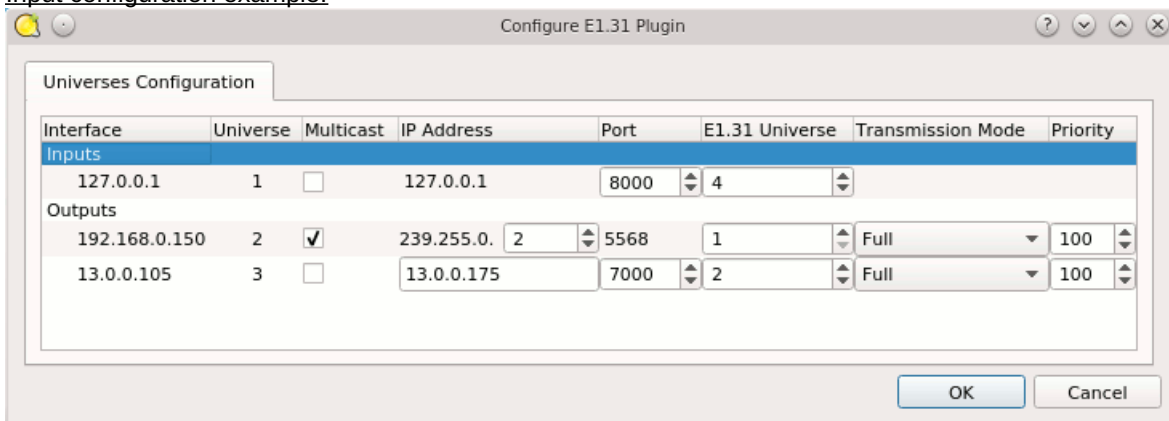 Input configuration example:
Configure E1.31 Plugin
Universes Configuration
Interface Universe Multicast IP Address Port E1.31 Universe Transmission Mode Priority
Inputs
127.0.0.1 1 127.0.0.1 8000 4
Outputs
192.168.0.150 2 239.255.0. 2 5568 1 Full 100
13.0.0.105 3 13.0.0.175 7000 2 Full 100
OK Cancel